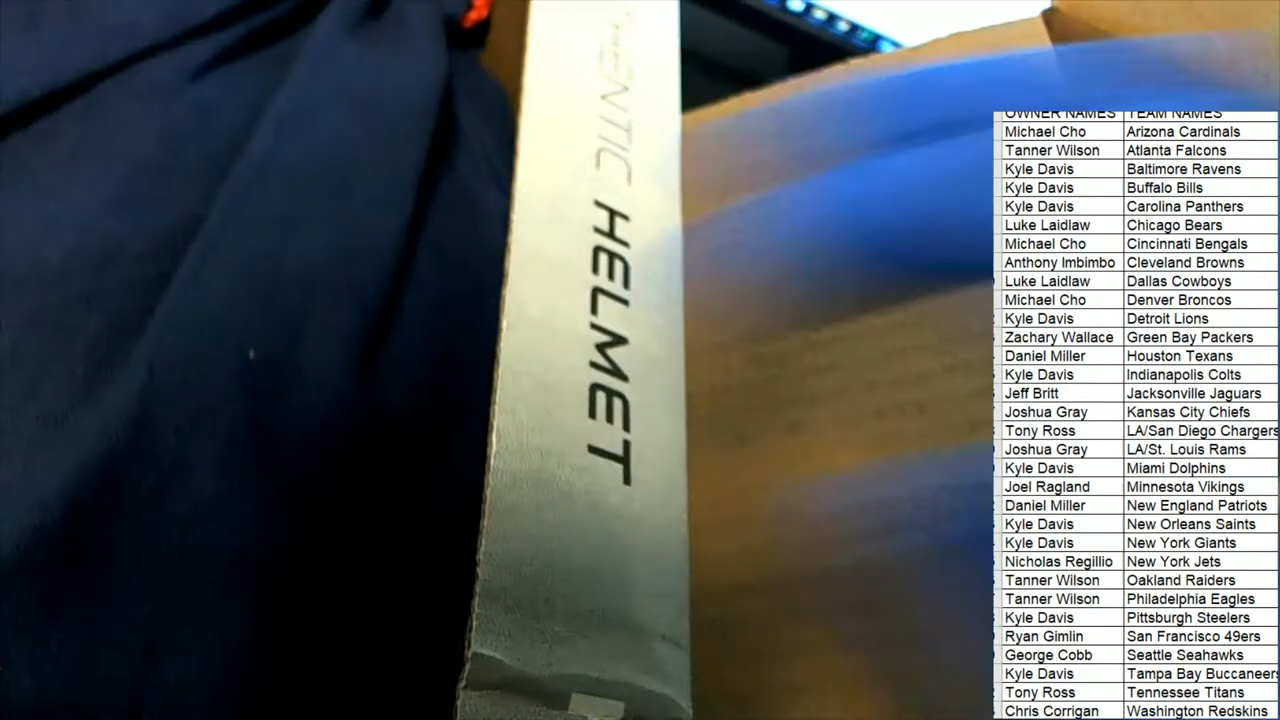 HENTIC HELMET
OWNER NAMES TEAM NAMES
Michael Cho Arizona Cardinals
Tanner Wilson Atlanta Falcons
Kyle Davis Baltimore Ravens
Kyle Davis Buffalo Bills
Kyle Davis Carolina Panthers
Luke Laidlaw Chicago Bears
Michael Cho Cincinnati Bengals
Anthony Imbimbo Cleveland Browns
Luke Laidlaw Dallas Cowboys
Michael Cho Denver Broncos
Kyle Davis Detroit Lions
Zachary Wallace Green Bay Packers
Daniel Miller Houston Texans
Kyle Davis Indianapolis Colts
Jeff Britt Jacksonville Jaguars
Joshua Gray Kansas City Chiefs
Tony Ross LA/San Diego Chargers
Joshua Gray LA/St. Louis Rams
Kyle Davis Miami Dolphins
Joel Ragland Minnesota Vikings
Daniel Miller New England Patriots
Kyle Davis New Orleans Saints
Kyle Davis New York Giants
Nicholas Regillio New York Jets
Tanner Wilson Oakland Raiders
Tanner Wilson Philadelphia Eagles
Kyle Davis Pittsburgh Steelers
Ryan Gimlin San Francisco 49ers
George Cobb Seattle Seahawks
Kyle Davis Tampa Bay Buccaneers
Tony Ross Tennessee Titans
Chris Corrigan Washington Redskins